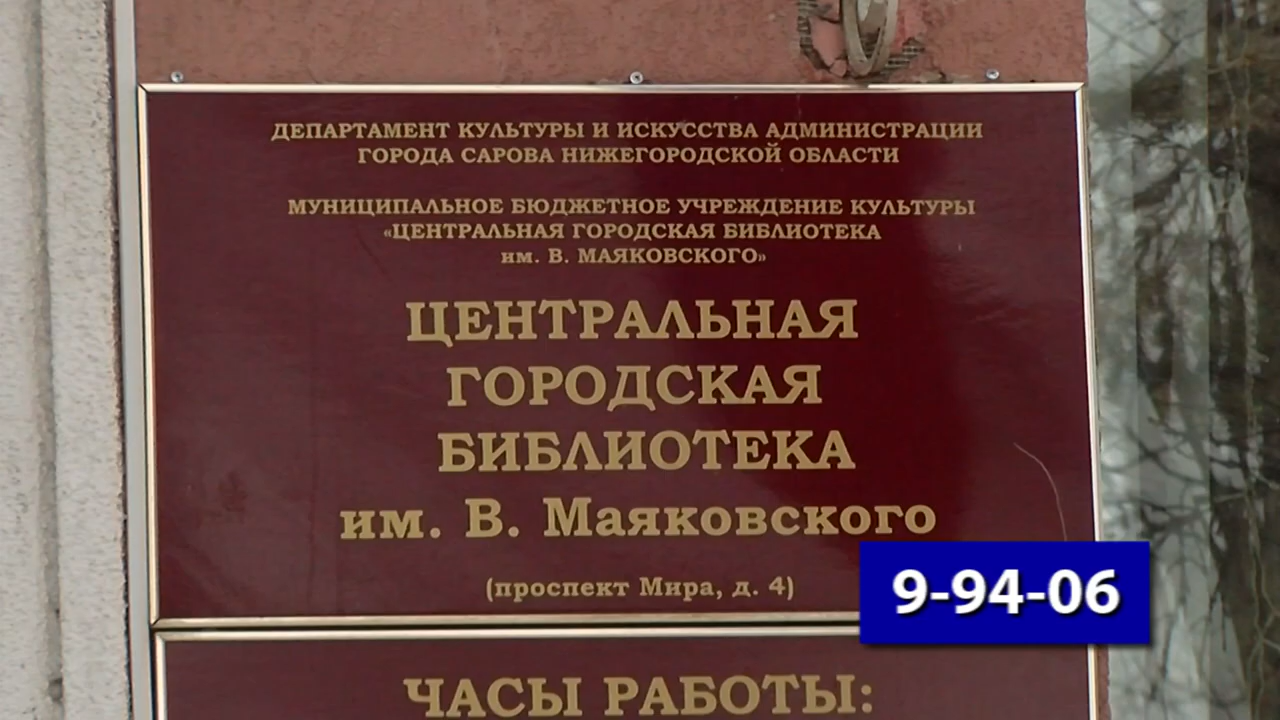 ДЕПАРТАМЕНТ КУЛЬТУРЫ И ИСКУССТВА АДМИНИСТРАЦИИ
ГОРОДА САРОВА НИЖЕГОРОДСКОЙ ОБЛАСТИ
МУНИЦИПАЛЬНОЕ БЮДЖЕТНОЕ УЧРЕЖДЕНИЕ КУЛЬТУРЫ
«ЦЕНТРАЛЬНАЯ ГОРОДСКАЯ БИБЛИОТЕКА
им. В. МАЯКОВСКОГО»
ЦЕНТРАЛЬНАЯ
ГОРОДСКАЯ
БИБЛИОТЕКА
им. В. Маяковского
(проспект Мира, д. 4)
9-94-06
ЧАСЫ РАБОТЫ: